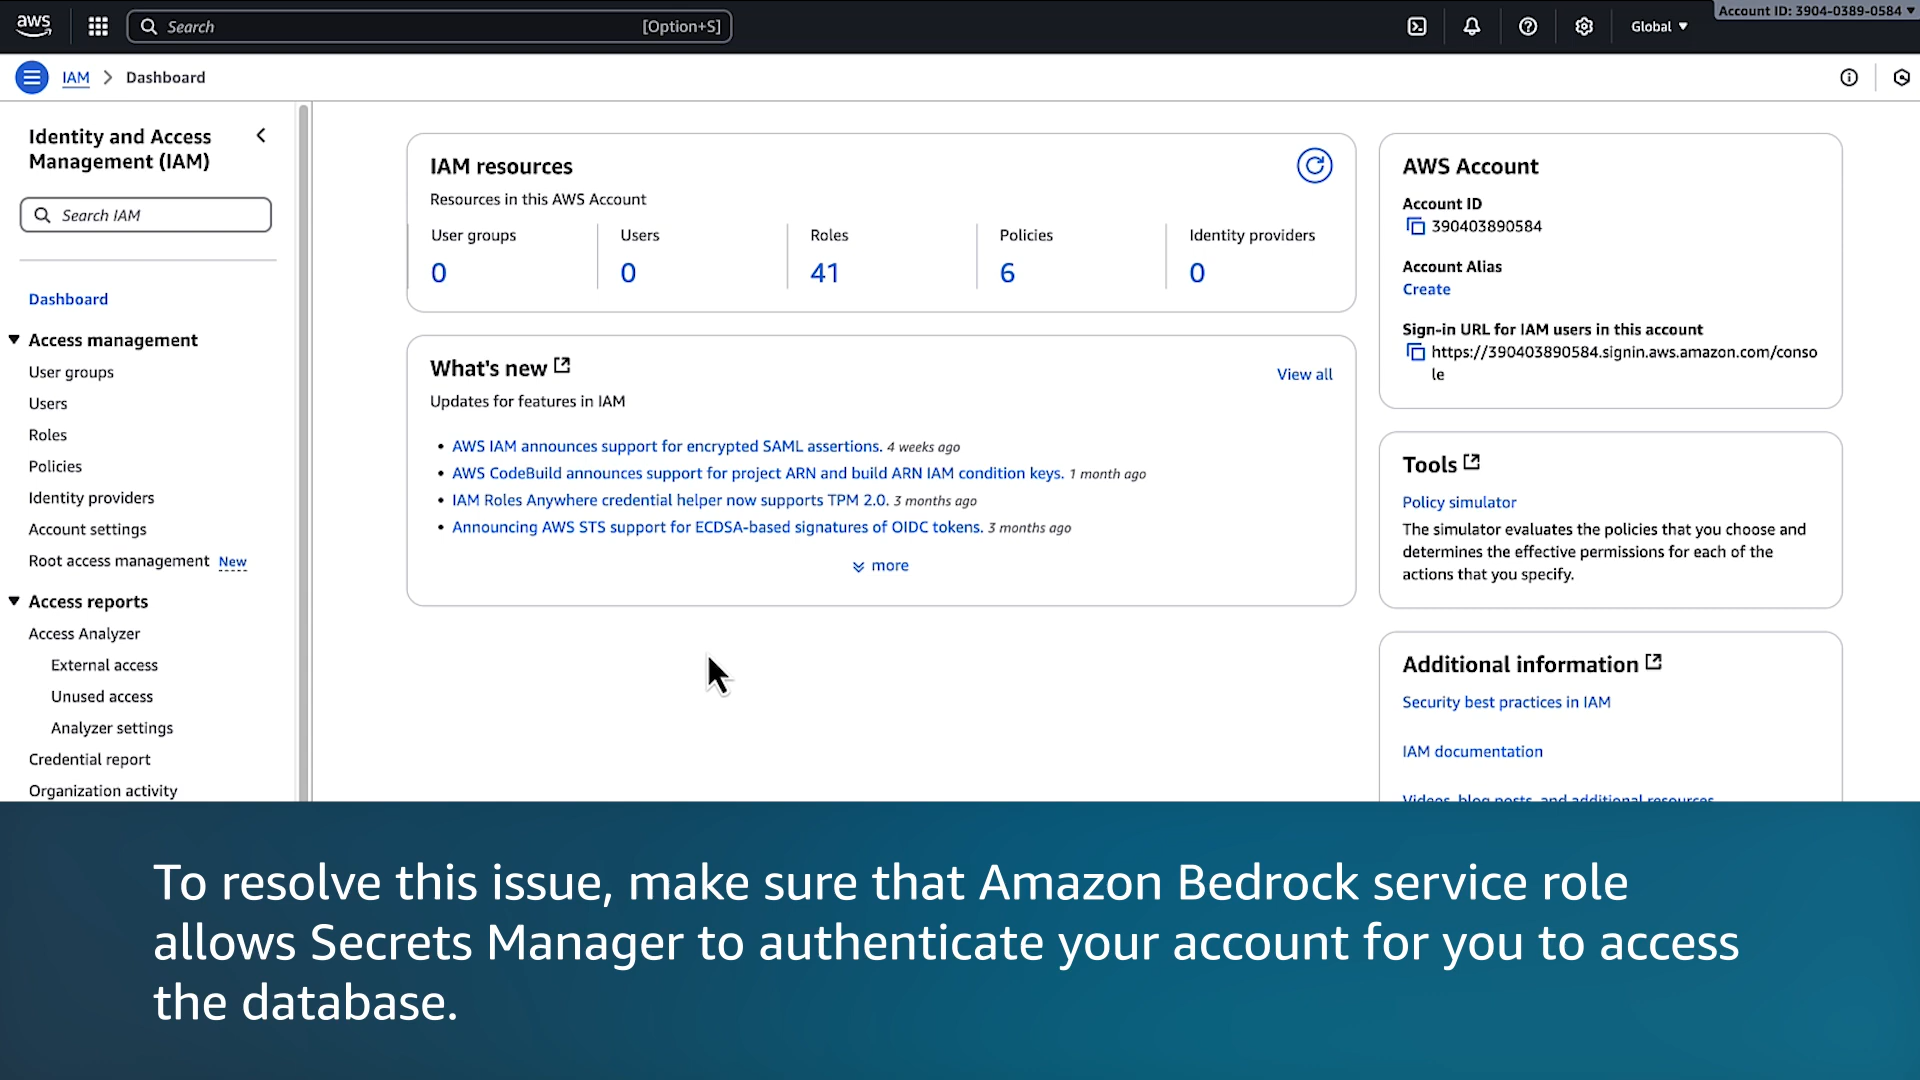 aws
Search
[Option+S]
Global
Account ID: 3904-0389-0584
IAM
Dashboard
Identity and Access
Management (IAM)
Search IAM
Dashboard
Access management
User groups
Users
Roles
Policies
Identity providers
Account settings
Root access management New
Access reports
Access Analyzer
External access
Unused access
Analyzer settings
Credential report
Organization activity
IAM resources
Resources in this AWS Account
User groups
0
Users
0
Roles
41
Policies
6
Identity providers
0
What's new
View all
Updates for features in IAM
• AWS IAM announces support for encrypted SAML assertions. 4 weeks ago
• AWS CodeBuild announces support for project ARN and build ARN IAM condition keys. 1 month ago
• IAM Roles Anywhere credential helper now supports TPM 2.0. 3 months ago
• Announcing AWS STS support for ECDSA-based signatures of OIDC tokens. 3 months ago
more
AWS Account
Account ID
390403890584
Account Alias
Create
Sign-in URL for IAM users in this account
https://390403890584.signin.aws.amazon.com/conso
le
Tools
Policy simulator
The simulator evaluates the policies that you choose and
determines the effective permissions for each of the
actions that you specify.
Additional information
Security best practices in IAM
IAM documentation
Videos, blog posts, and additional resources
To resolve this issue, make sure that Amazon Bedrock service role
allows Secrets Manager to authenticate your account for you to access
the database.